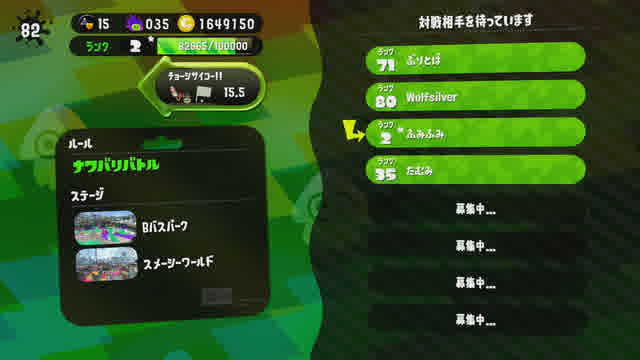 82
15
035
1649150
ランク 2★ 82865/100000
チョーシサイコー!!
15.5
ルール
ナワバリバトル
ステージ
Bバスパーク
スメーシーワールド
対戦相手を待っています
ランク 71 ぷりとぱ
ランク 80 Wolfsilver
ランク 2★ ふみふみ
ランク 35 たむみ
募集中...
募集中...
募集中...
募集中...